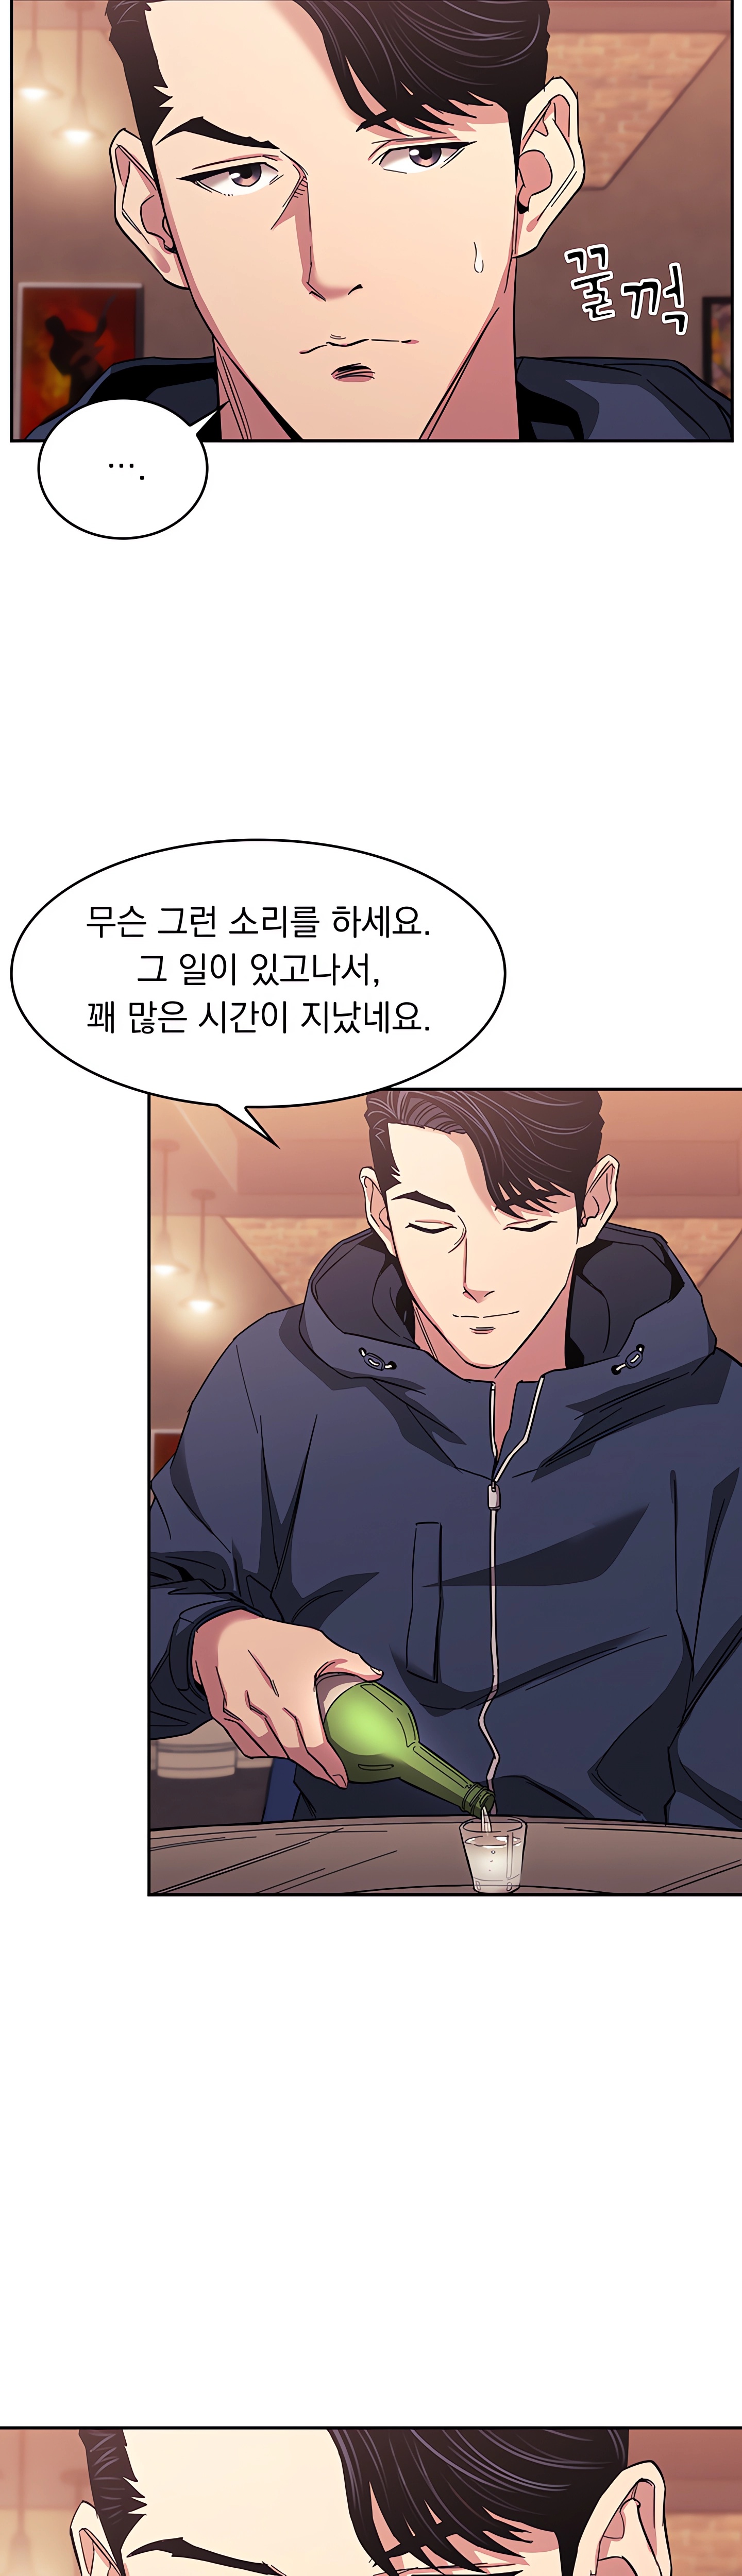 꿀꺽
….
무슨 그런 소리를 하세요.
그 일이 있고나서,
꽤 많은 시간이 지났네요.